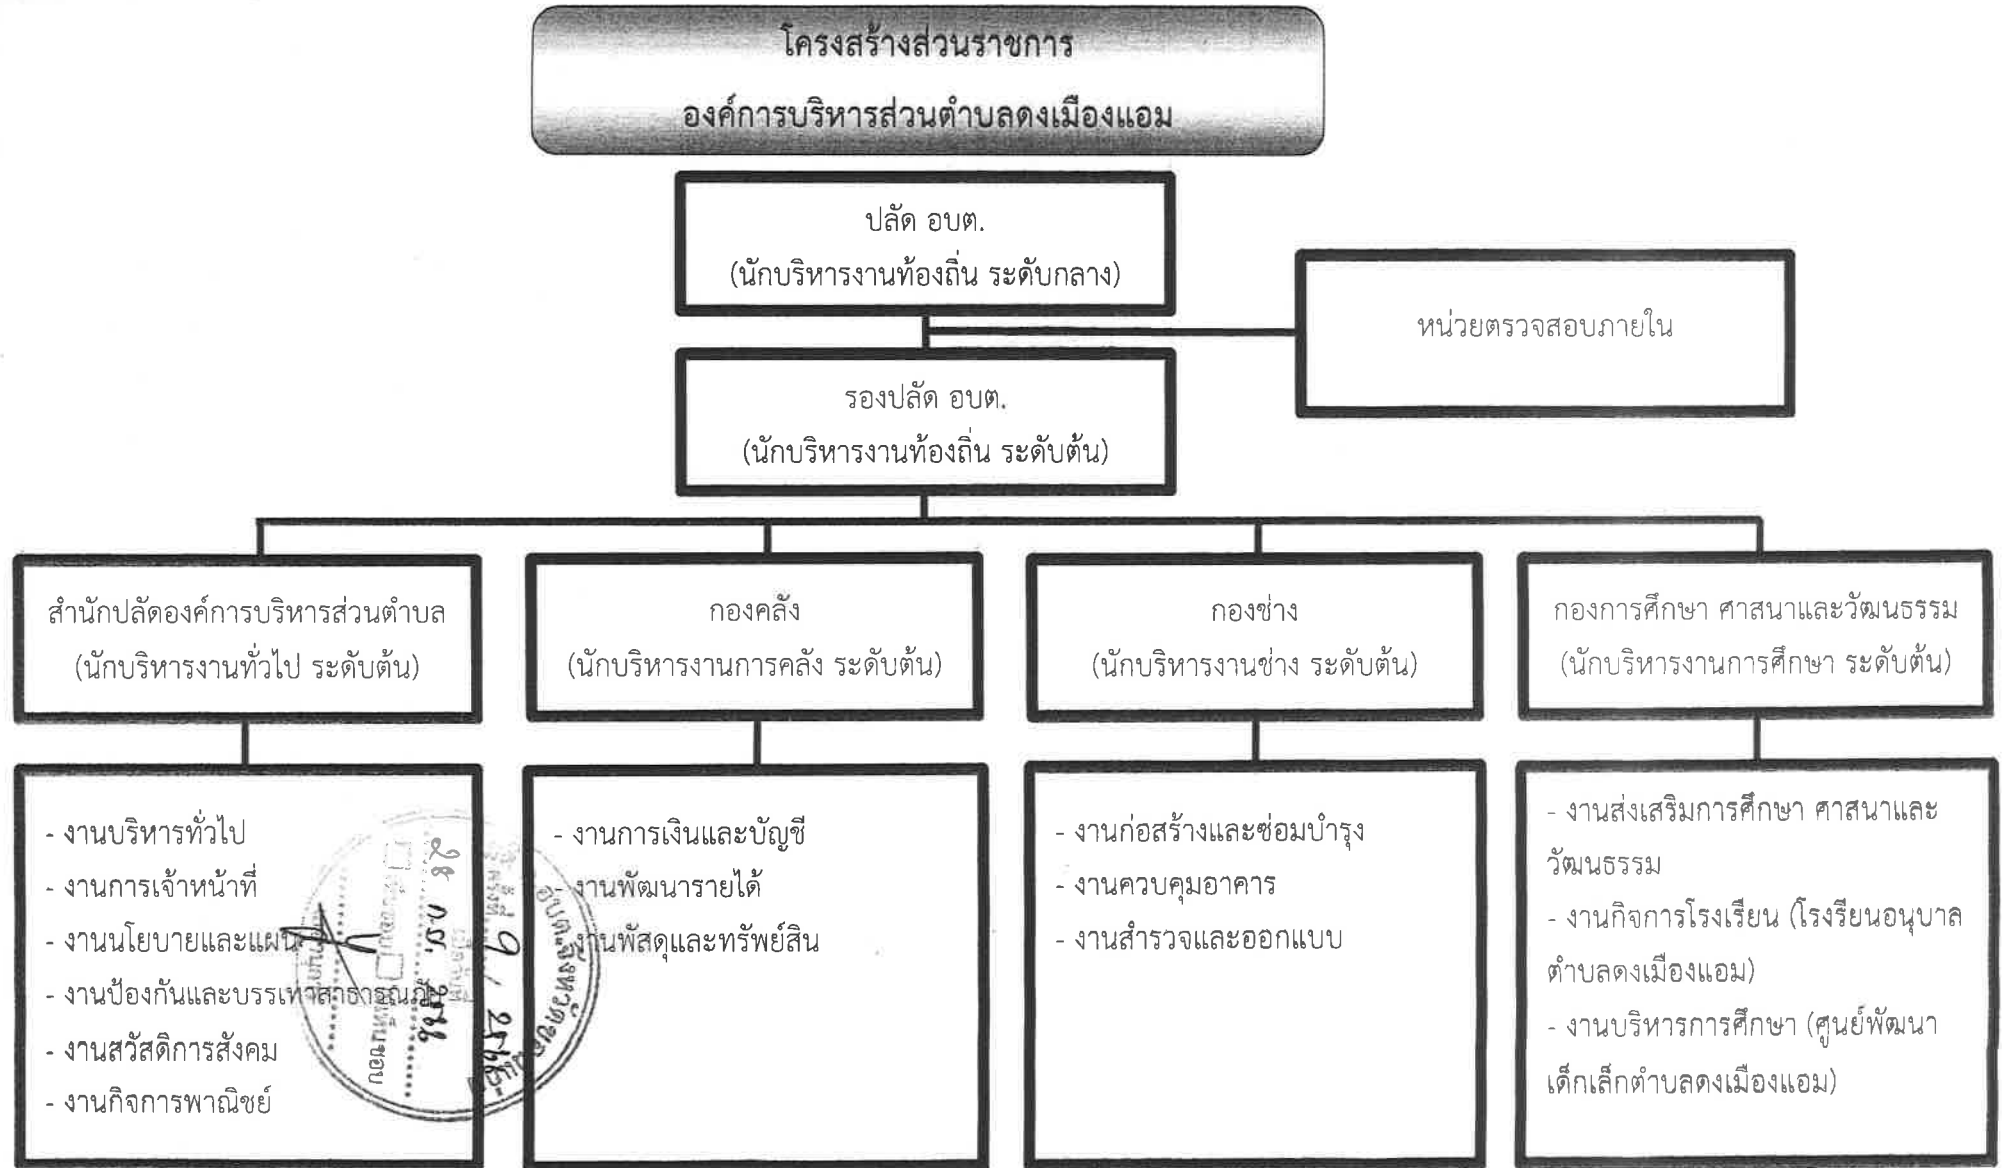 โครงสร้างส่วนราชการ
องค์การบริหารส่วนตำบลดงเมืองแอม
ปลัด อบต.
(นักบริหารงานท้องถิ่น ระดับกลาง)
หน่วยตรวจสอบภายใน
รองปลัด อบต.
(นักบริหารงานท้องถิ่น ระดับต้น)
สำนักปลัดองค์การบริหารส่วนตำบล
(นักบริหารงานทั่วไป ระดับต้น)
กองคลัง
(นักบริหารงานการคลัง ระดับต้น)
กองช่าง
(นักบริหารงานช่าง ระดับต้น)
กองการศึกษา ศาสนาและวัฒนธรรม
(นักบริหารงานการศึกษา ระดับต้น)
- งานบริหารทั่วไป
- งานการเจ้าหน้าที่
- งานนโยบายและแผน
- งานป้องกันและบรรเทาสาธารณภัย
- งานสวัสดิการสังคม
- งานกิจการพาณิชย์
- งานการเงินและบัญชี
- งานพัฒนารายได้
- งานพัสดุและทรัพย์สิน
- งานก่อสร้างและซ่อมบำรุง
- งานควบคุมอาคาร
- งานสำรวจและออกแบบ
- งานส่งเสริมการศึกษา ศาสนาและ
วัฒนธรรม
- งานกิจการโรงเรียน (โรงเรียนอนุบาล
ตำบลดงเมืองแอม)
- งานบริหารการศึกษา (ศูนย์พัฒนา
เด็กเล็กตำบลดงเมืองแอม)
ครั้งที่ 9 / 2566
28 ก.ย. 2566